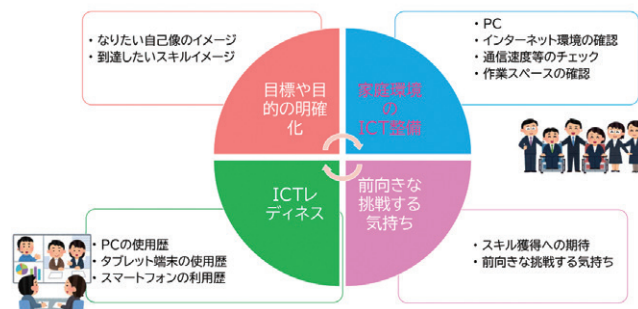 ・なりたい自己像のイメージ
・到達したいスキルイメージ
・PC
・インターネット環境の確認
・通信速度等のチェック
・作業スペースの確認
目標や目
的の明確
化
家庭環境
の
ICT整備
ICTレ
ディネス
前向きな
挑戦する
気持ち
・PCの使用歴
・タブレット端末の使用歴
・スマートフォンの利用歴
・スキル獲得への期待
・前向きな挑戦する気持ち